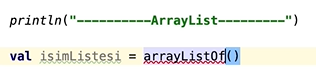 println("----------ArrayList---------")
val isimListesi = arrayListOf()